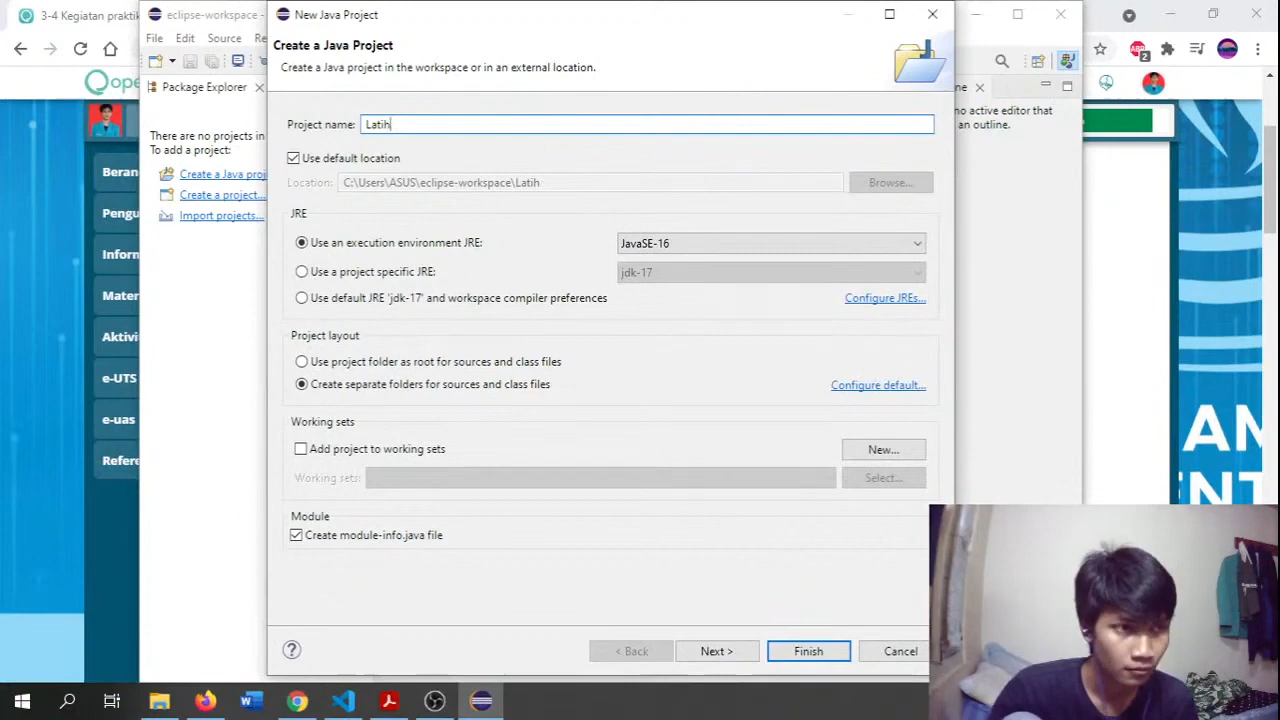 3-4 Kegiatan praktik
eclipse-workspace -
New Java Project
File Edit Source Re
Create a Java Project
Create a Java project in the workspace or in an external location.
2
ope
Package Explorer
ne
no active editor that
an outline.
There are no projects in
To add a project:
Create a Java proj
Create a project...
Import projects...
Project name: Latih
Use default location
Location: C:\Users\ASUS\eclipse-workspace\Latih Browse...
JRE
Use an execution environment JRE: JavaSE-16
Use a project specific JRE: jdk-17
Use default JRE 'jdk-17' and workspace compiler preferences Configure JREs...
Project layout
Use project folder as root for sources and class files
Create separate folders for sources and class files Configure default...
Working sets
Add project to working sets New...
Working sets: Select...
Module
Create module-info.java file
? < Back Next > Finish Cancel
Beran
Pengu
Inforn
Mater
Aktivi
e-UTS
e-uas
Refere
AM
ENT